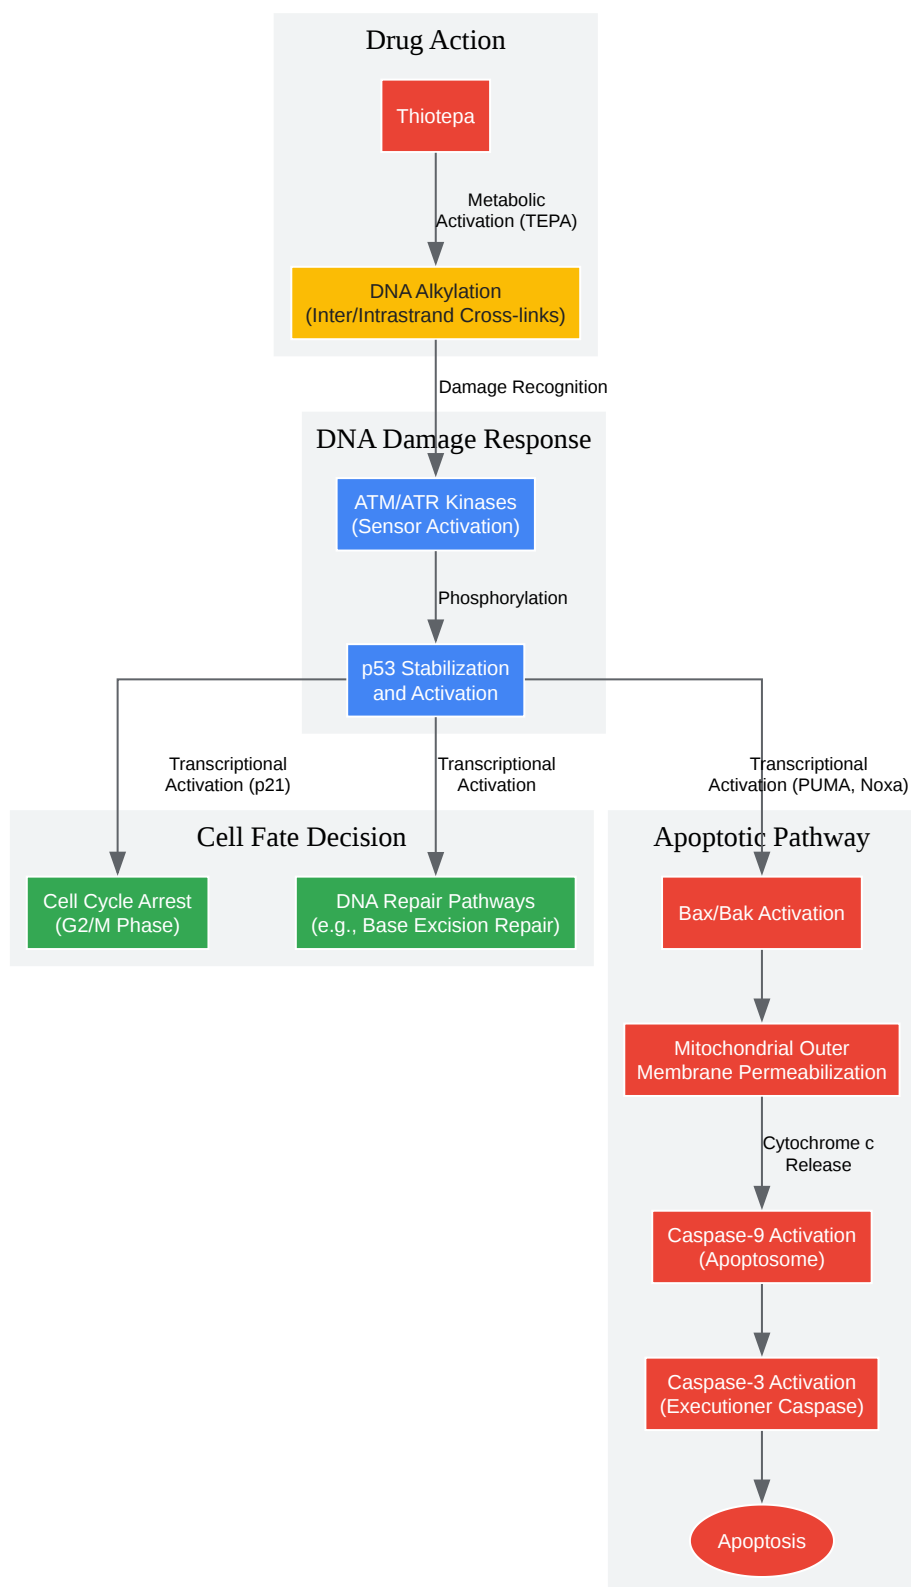 Drug Action
Thiotepa
Metabolic
Activation (TEPA)
DNA Alkylation
(Inter/Intrastrand Cross-links)
Damage Recognition
DNA Damage Response
ATM/ATR Kinases
(Sensor Activation)
Phosphorylation
p53 Stabilization
and Activation
Transcriptional
Activation (p21)
Transcriptional
Activation
Transcriptional
Activation (PUMA, Noxa)
Cell Fate Decision
Cell Cycle Arrest
(G2/M Phase)
DNA Repair Pathways
(e.g., Base Excision Repair)
Apoptotic Pathway
Bax/Bak Activation
Mitochondrial Outer
Membrane Permeabilization
Cytochrome c
Release
Caspase-9 Activation
(Apoptosome)
Caspase-3 Activation
(Executioner Caspase)
Apoptosis